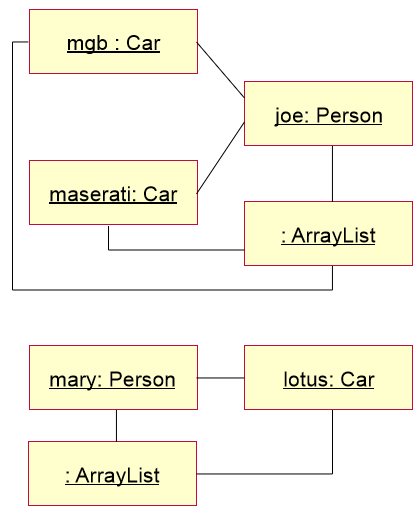 mgb : Car
joe: Person
maserati: Car
: ArrayList
mary: Person
lotus: Car
: ArrayList